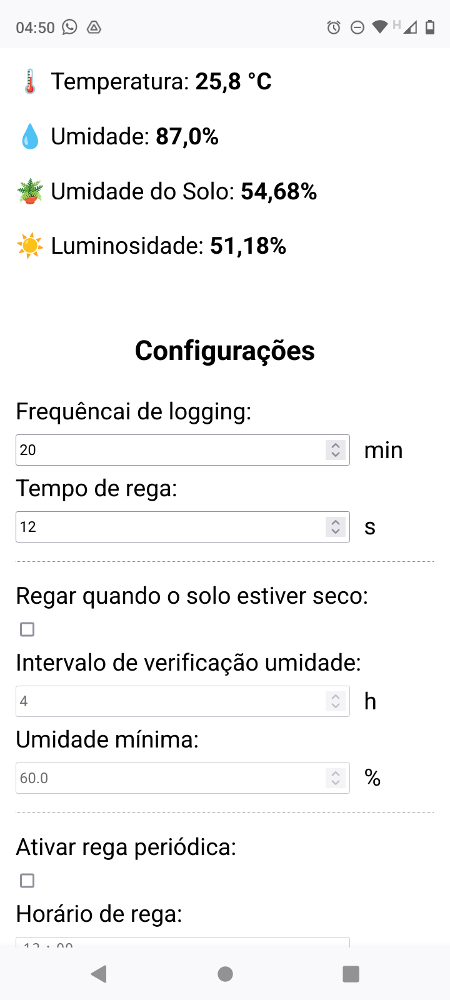 04:50
H
Temperatura: 25,8 °C
Umidade: 87,0%
Umidade do Solo: 54,68%
Luminosidade: 51,18%
Configurações
Frequêncai de logging:
20 min
Tempo de rega:
12 s
Regar quando o solo estiver seco:
Intervalo de verificação umidade:
4 h
Umidade mínima:
60.0 %
Ativar rega periódica:
Horário de rega: